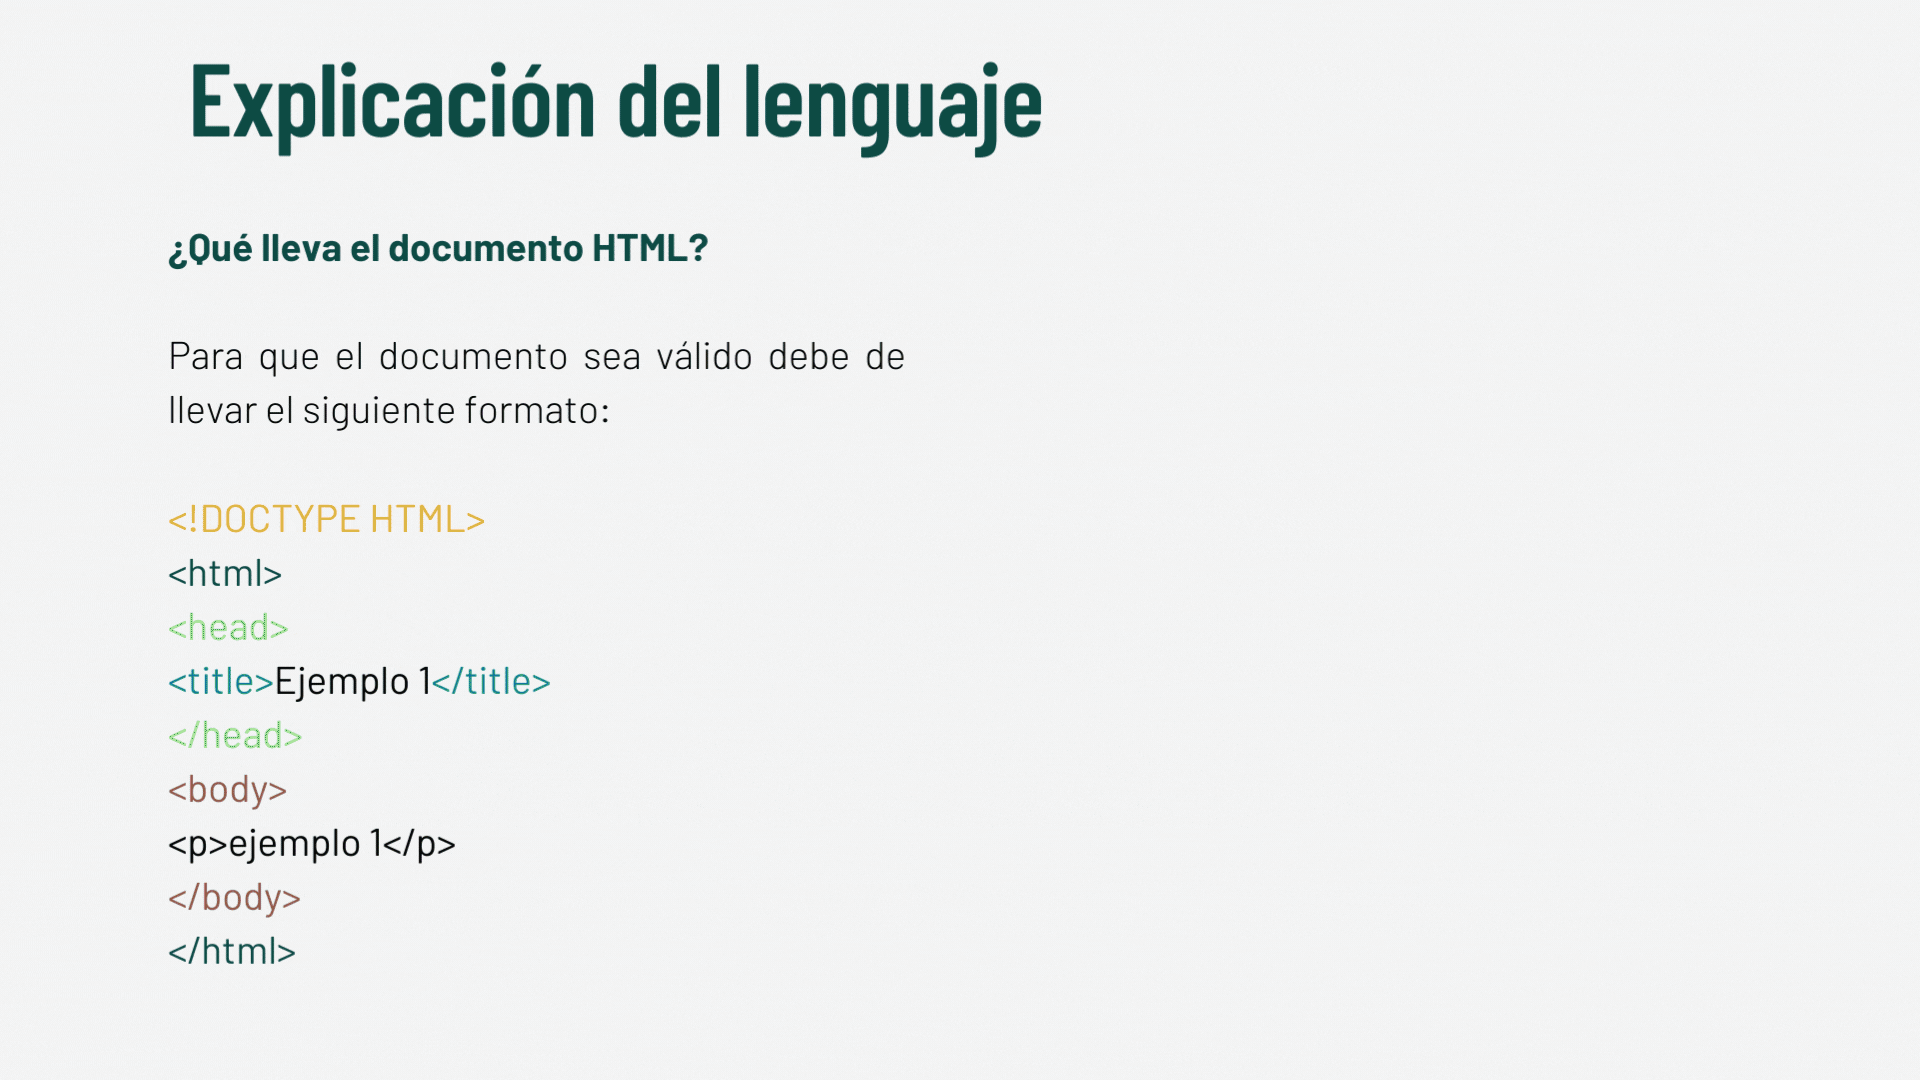 Explicación del lenguaje
¿Qué lleva el documento HTML?
Para que el documento sea válido debe de
llevar el siguiente formato:
<!DOCTYPE HTML>
<html>
<head>
<title>Ejemplo 1</title>
</head>
<body>
<p>ejemplo 1</p>
</body>
</html>